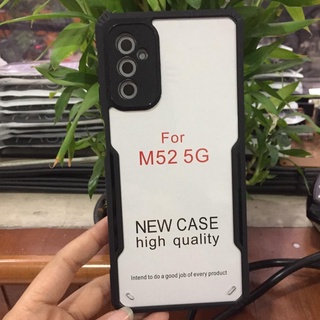 For
M52 5G
NEW CASE
high quality
Intend to do a good job of every product